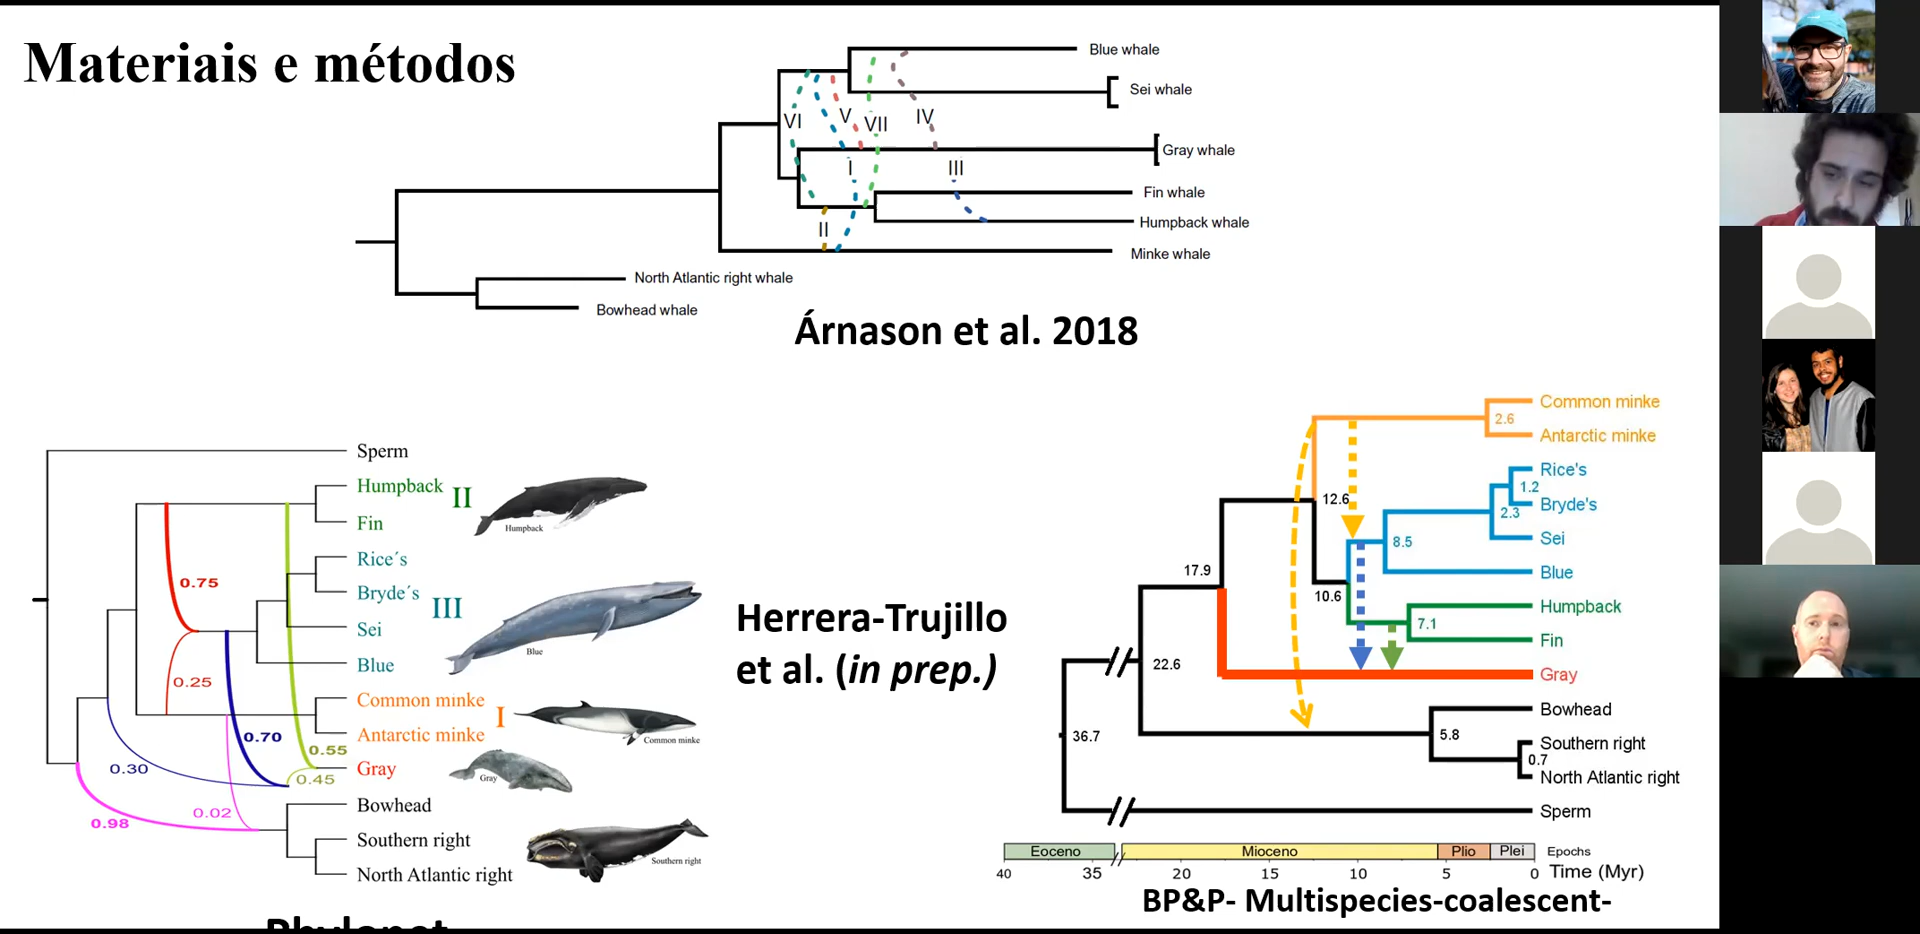 Materiais e métodos
Blue whale
Sei whale
VI
V
VII
IV
Gray whale
I
III
Fin whale
Humpback whale
II
Minke whale
North Atlantic right whale
Bowhead whale
Árnason et al. 2018
Sperm
Humpback
II
Fin
Humpback
Rice´s
0.75
Bryde´s
III
Sei
Blue
Blue
0.25
Common minke
I
Antarctic minke
Common minke
0.70
0.55
Gray
Gray
0.30
0.45
Bowhead
0.02
0.98
Southern right
Southern right
North Atlantic right
Phylonet
Herrera-Trujillo
et al. (in prep.)
Common minke
2.6
Antarctic minke
Rice's
1.2
12.6
Bryde's
2.3
Sei
8.5
17.9
Blue
10.6
Humpback
7.1
Fin
22.6
Gray
Bowhead
36.7
5.8
Southern right
0.7
North Atlantic right
Sperm
Eoceno
Mioceno
Plio
Plei
Epochs
40 35 20 15 10 5 0 Time (Myr)
BP&P- Multispecies-coalescent-